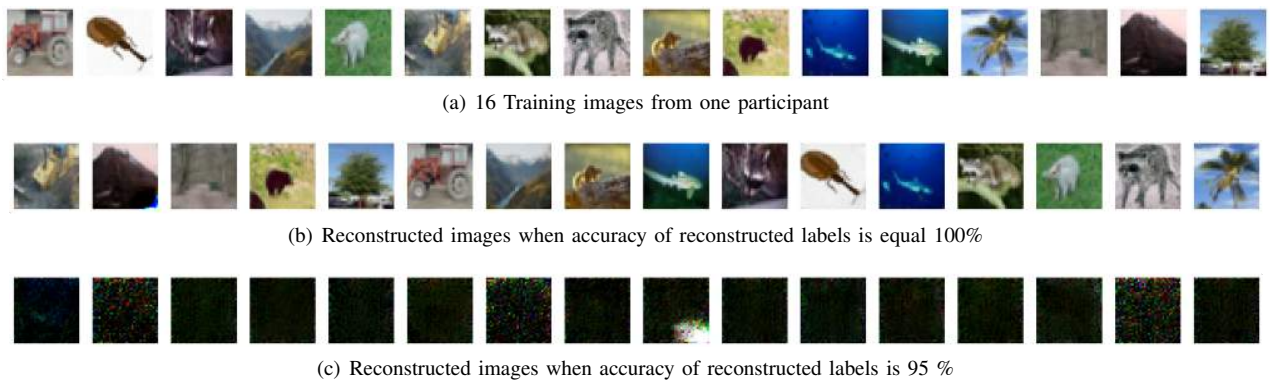 (a) 16 Training images from one participant
(b) Reconstructed images when accuracy of reconstructed labels is equal 100%
(c) Reconstructed images when accuracy of reconstructed labels is 95 %